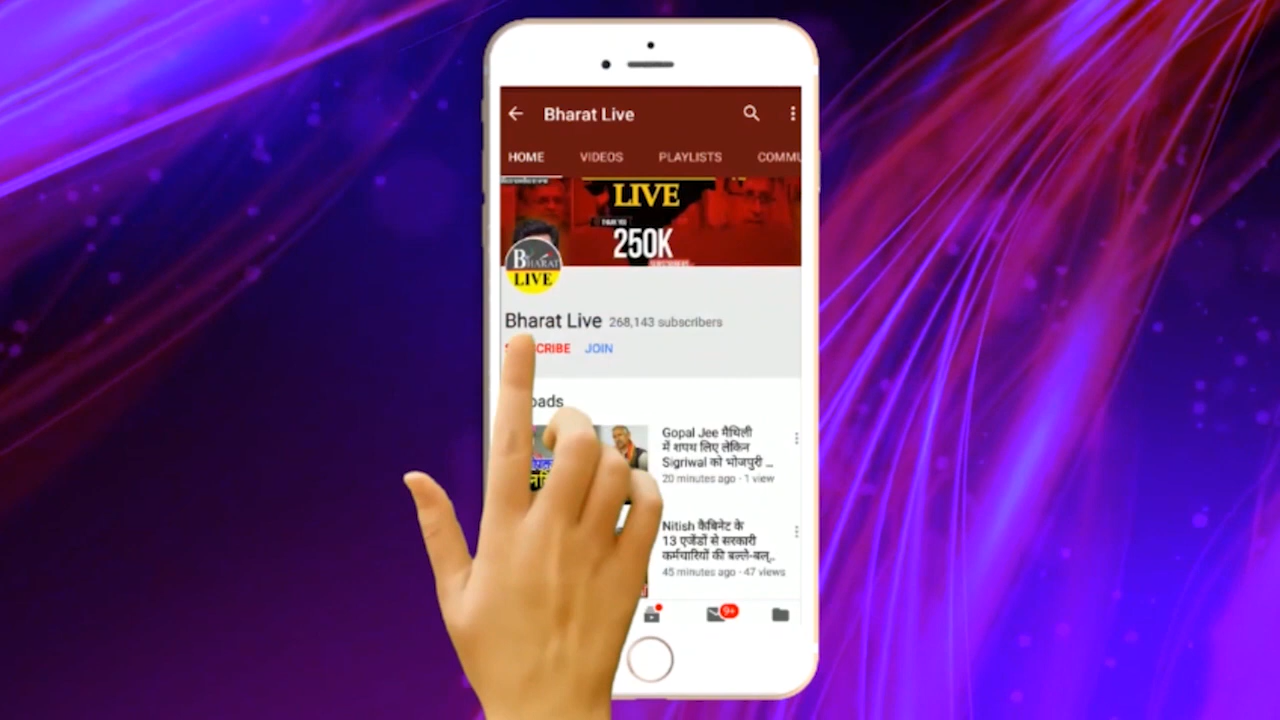 Bharat Live
HOME VIDEOS PLAYLISTS COMMU
LIVE
THANK YOU
250K
BHARAT
LIVE
Bharat Live 268,143 subscribers
JOIN
Gopal Jee मैथिली
में शपथ लिए लेकिन
Sigriwal को भोजपुरी ...
20 minutes ago · 1 view
Nitish कैबिनेट के
13 एजेंडों से सरकारी
कर्मचारियों की बल्ले-बल्..
45 minutes ago · 47 views
9+